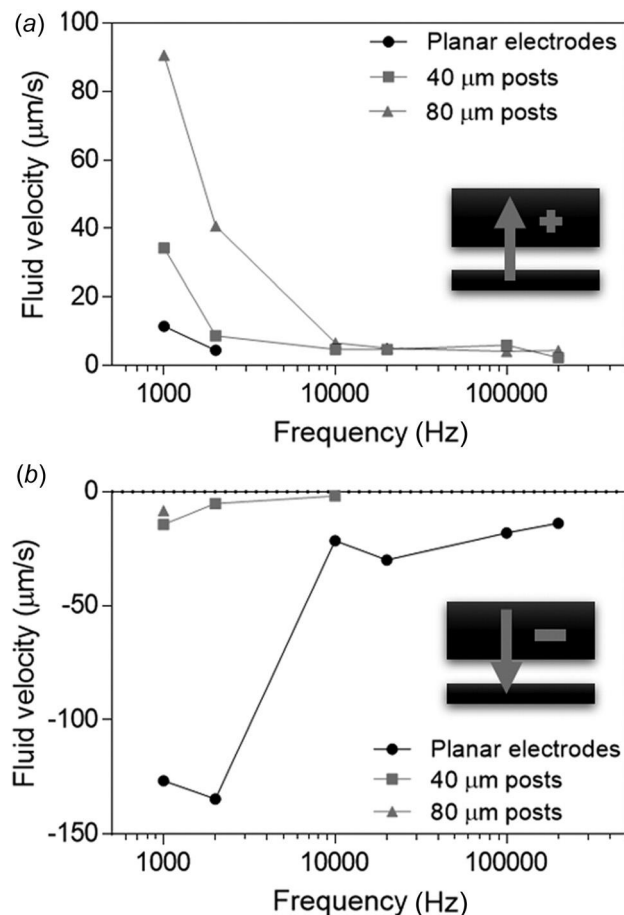 (a)
100
80
60
40
20
0
Fluid velocity (μm/s)
Planar electrodes
40 μm posts
80 μm posts
+
1000 10000 100000
Frequency (Hz)
(b)
0
-50
-100
-150
Fluid velocity (μm/s)
−
Planar electrodes
40 μm posts
80 μm posts
1000 10000 100000
Frequency (Hz)